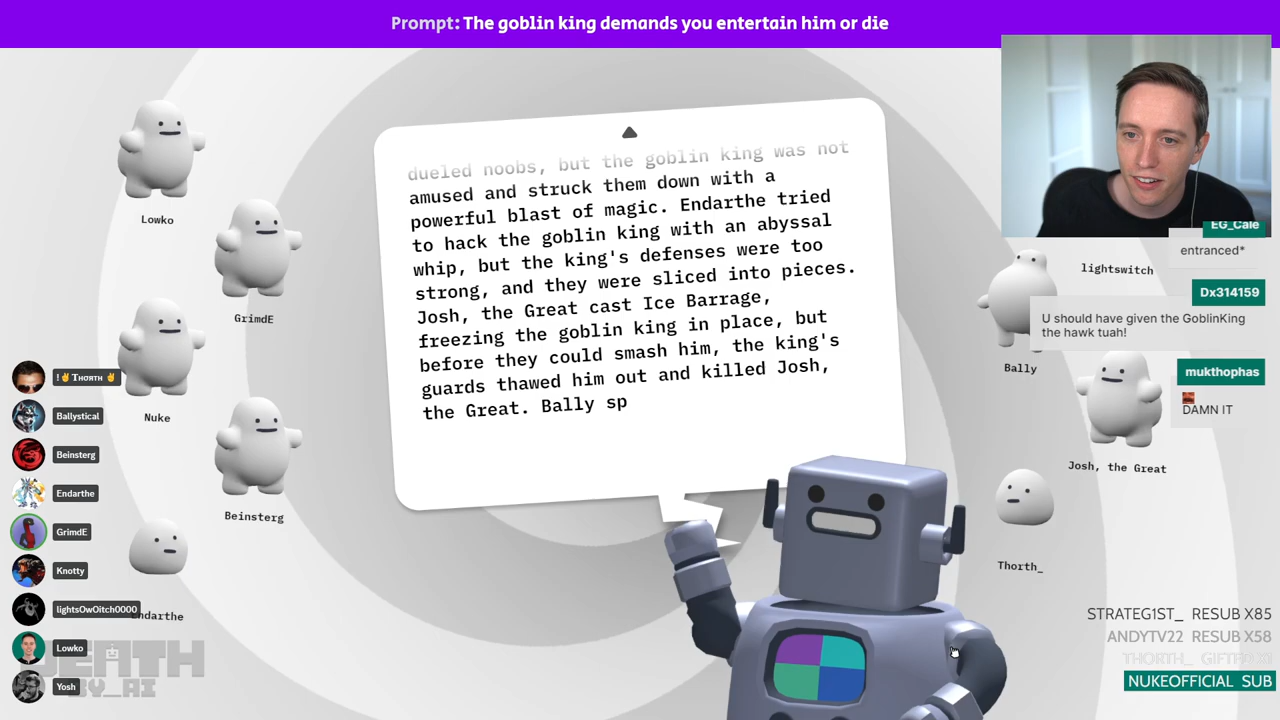 Prompt: The goblin king demands you entertain him or die
dueled noobs, but the goblin king was not
amused and struck them down with a
powerful blast of magic. Endarthe tried
to hack the goblin king with an abyssal
whip, but the king's defenses were too
strong, and they were sliced into pieces.
Josh, the Great cast Ice Barrage,
freezing the goblin king in place, but
before they could smash him, the king's
guards thawed him out and killed Josh,
the Great. Bally sp
Lowko
GrimdE
Nuke
Beinsterg
Endarthe
! ✌ Thorth ✌
Ballystical
Beinsterg
Endarthe
GrimdE
Knotty
lightsOwOitch0000
Lowko
Yosh
DEATH
BY_AI
lightswitch
Bally
Josh, the Great
Thorth_
EG_Cale
entranced*
Dx314159
U should have given the GoblinKing
the hawk tuah!
mukthophas
DAMN IT
STRATEG1ST_ RESUB X85
ANDYTV22 RESUB X58
THORTH_
NUKEOFFICIAL SUB